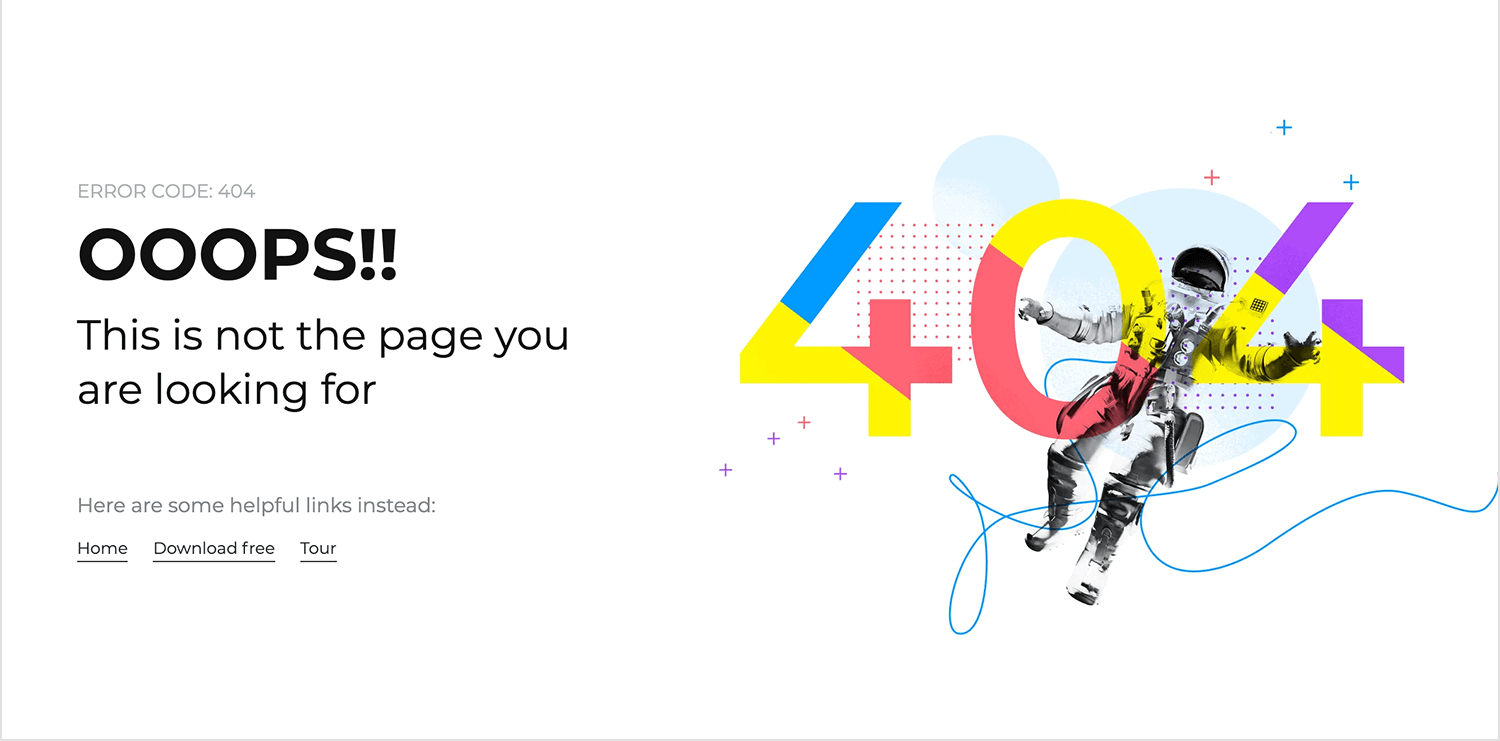 ERROR CODE: 404
OOOPS!!
This is not the page you
are looking for
Here are some helpful links instead:
Home Download free Tour
404